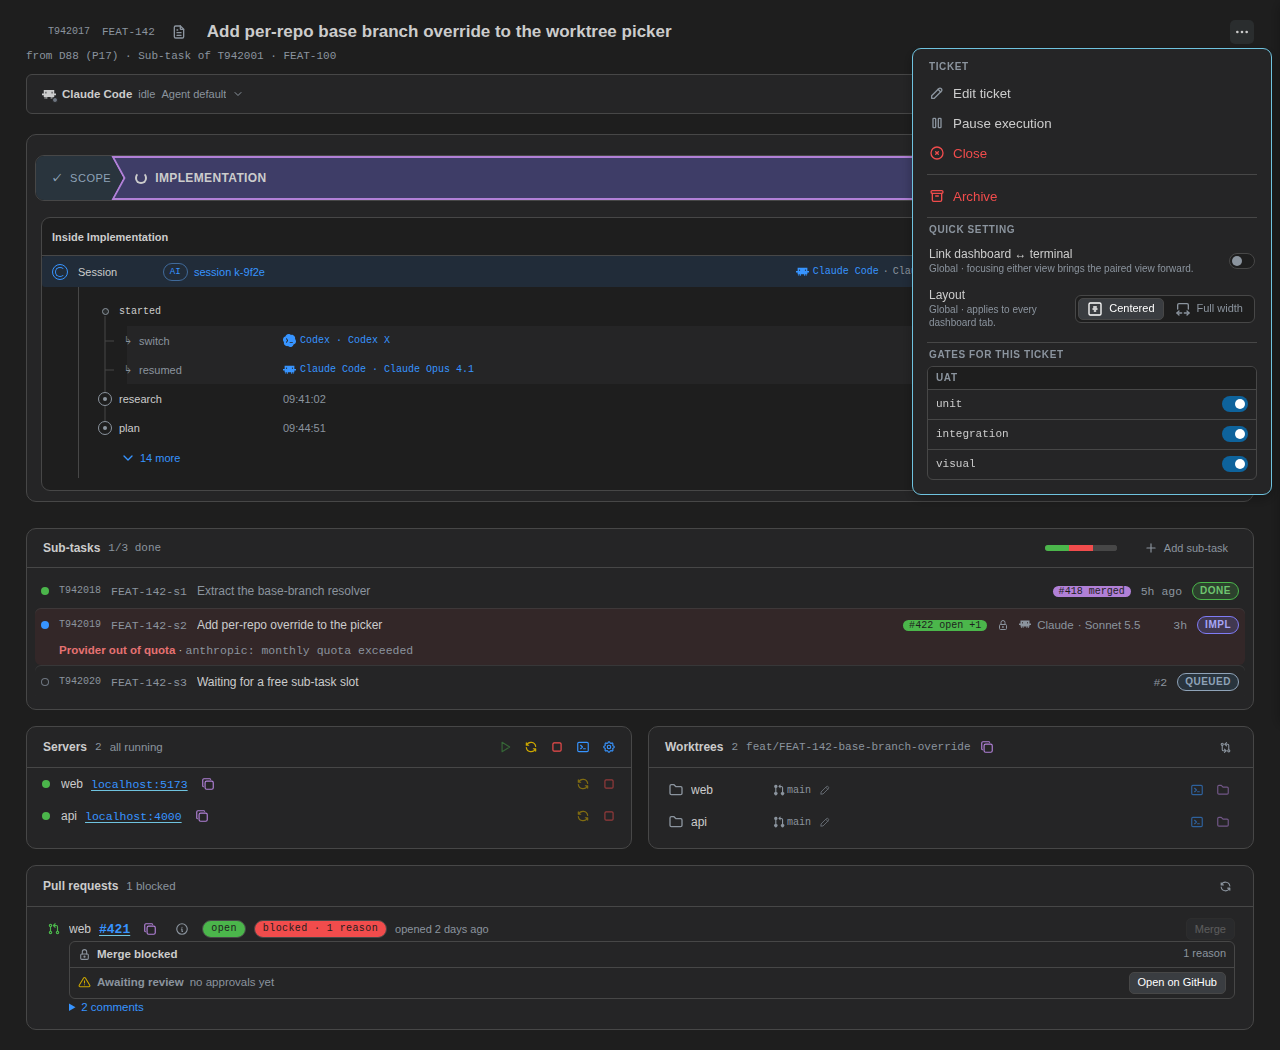 T942017 FEAT-142 Add per-repo base branch override to the worktree picker
from D88 (P17) · Sub-task of T942001 · FEAT-100
Claude Code idle Agent default
SCOPE IMPLEMENTATION
Inside Implementation
Session AI session k-9f2e Claude Code · Clau
started
↳ switch Codex · Codex X
↳ resumed Claude Code · Claude Opus 4.1
research 09:41:02
plan 09:44:51
14 more
TICKET
Edit ticket
Pause execution
Close
Archive
QUICK SETTING
Link dashboard ↔ terminal
Global · focusing either view brings the paired view forward.
Layout
Global · applies to every
dashboard tab.
Centered Full width
GATES FOR THIS TICKET
UAT
unit
integration
visual
Sub-tasks 1/3 done Add sub-task
T942018 FEAT-142-s1 Extract the base-branch resolver #418 merged 5h ago DONE
T942019 FEAT-142-s2 Add per-repo override to the picker #422 open +1 Claude · Sonnet 5.5 3h IMPL
Provider out of quota · anthropic: monthly quota exceeded
T942020 FEAT-142-s3 Waiting for a free sub-task slot #2 QUEUED
Servers 2 all running
web localhost:5173
api localhost:4000
Worktrees 2 feat/FEAT-142-base-branch-override
web main
api main
Pull requests 1 blocked
web #421 open blocked · 1 reason opened 2 days ago Merge
Merge blocked 1 reason
Awaiting review no approvals yet Open on GitHub
2 comments